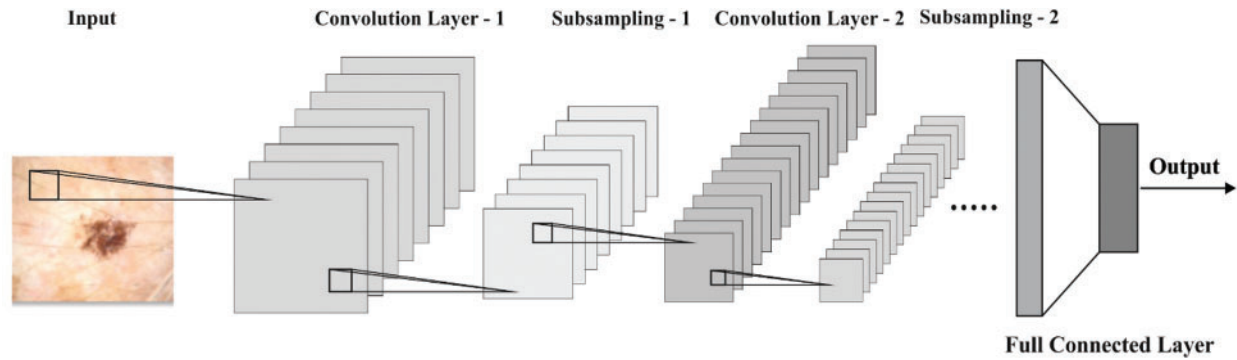 Input
Convolution Layer - 1
Subsampling - 1
Convolution Layer - 2
Subsampling - 2
Output
Full Connected Layer